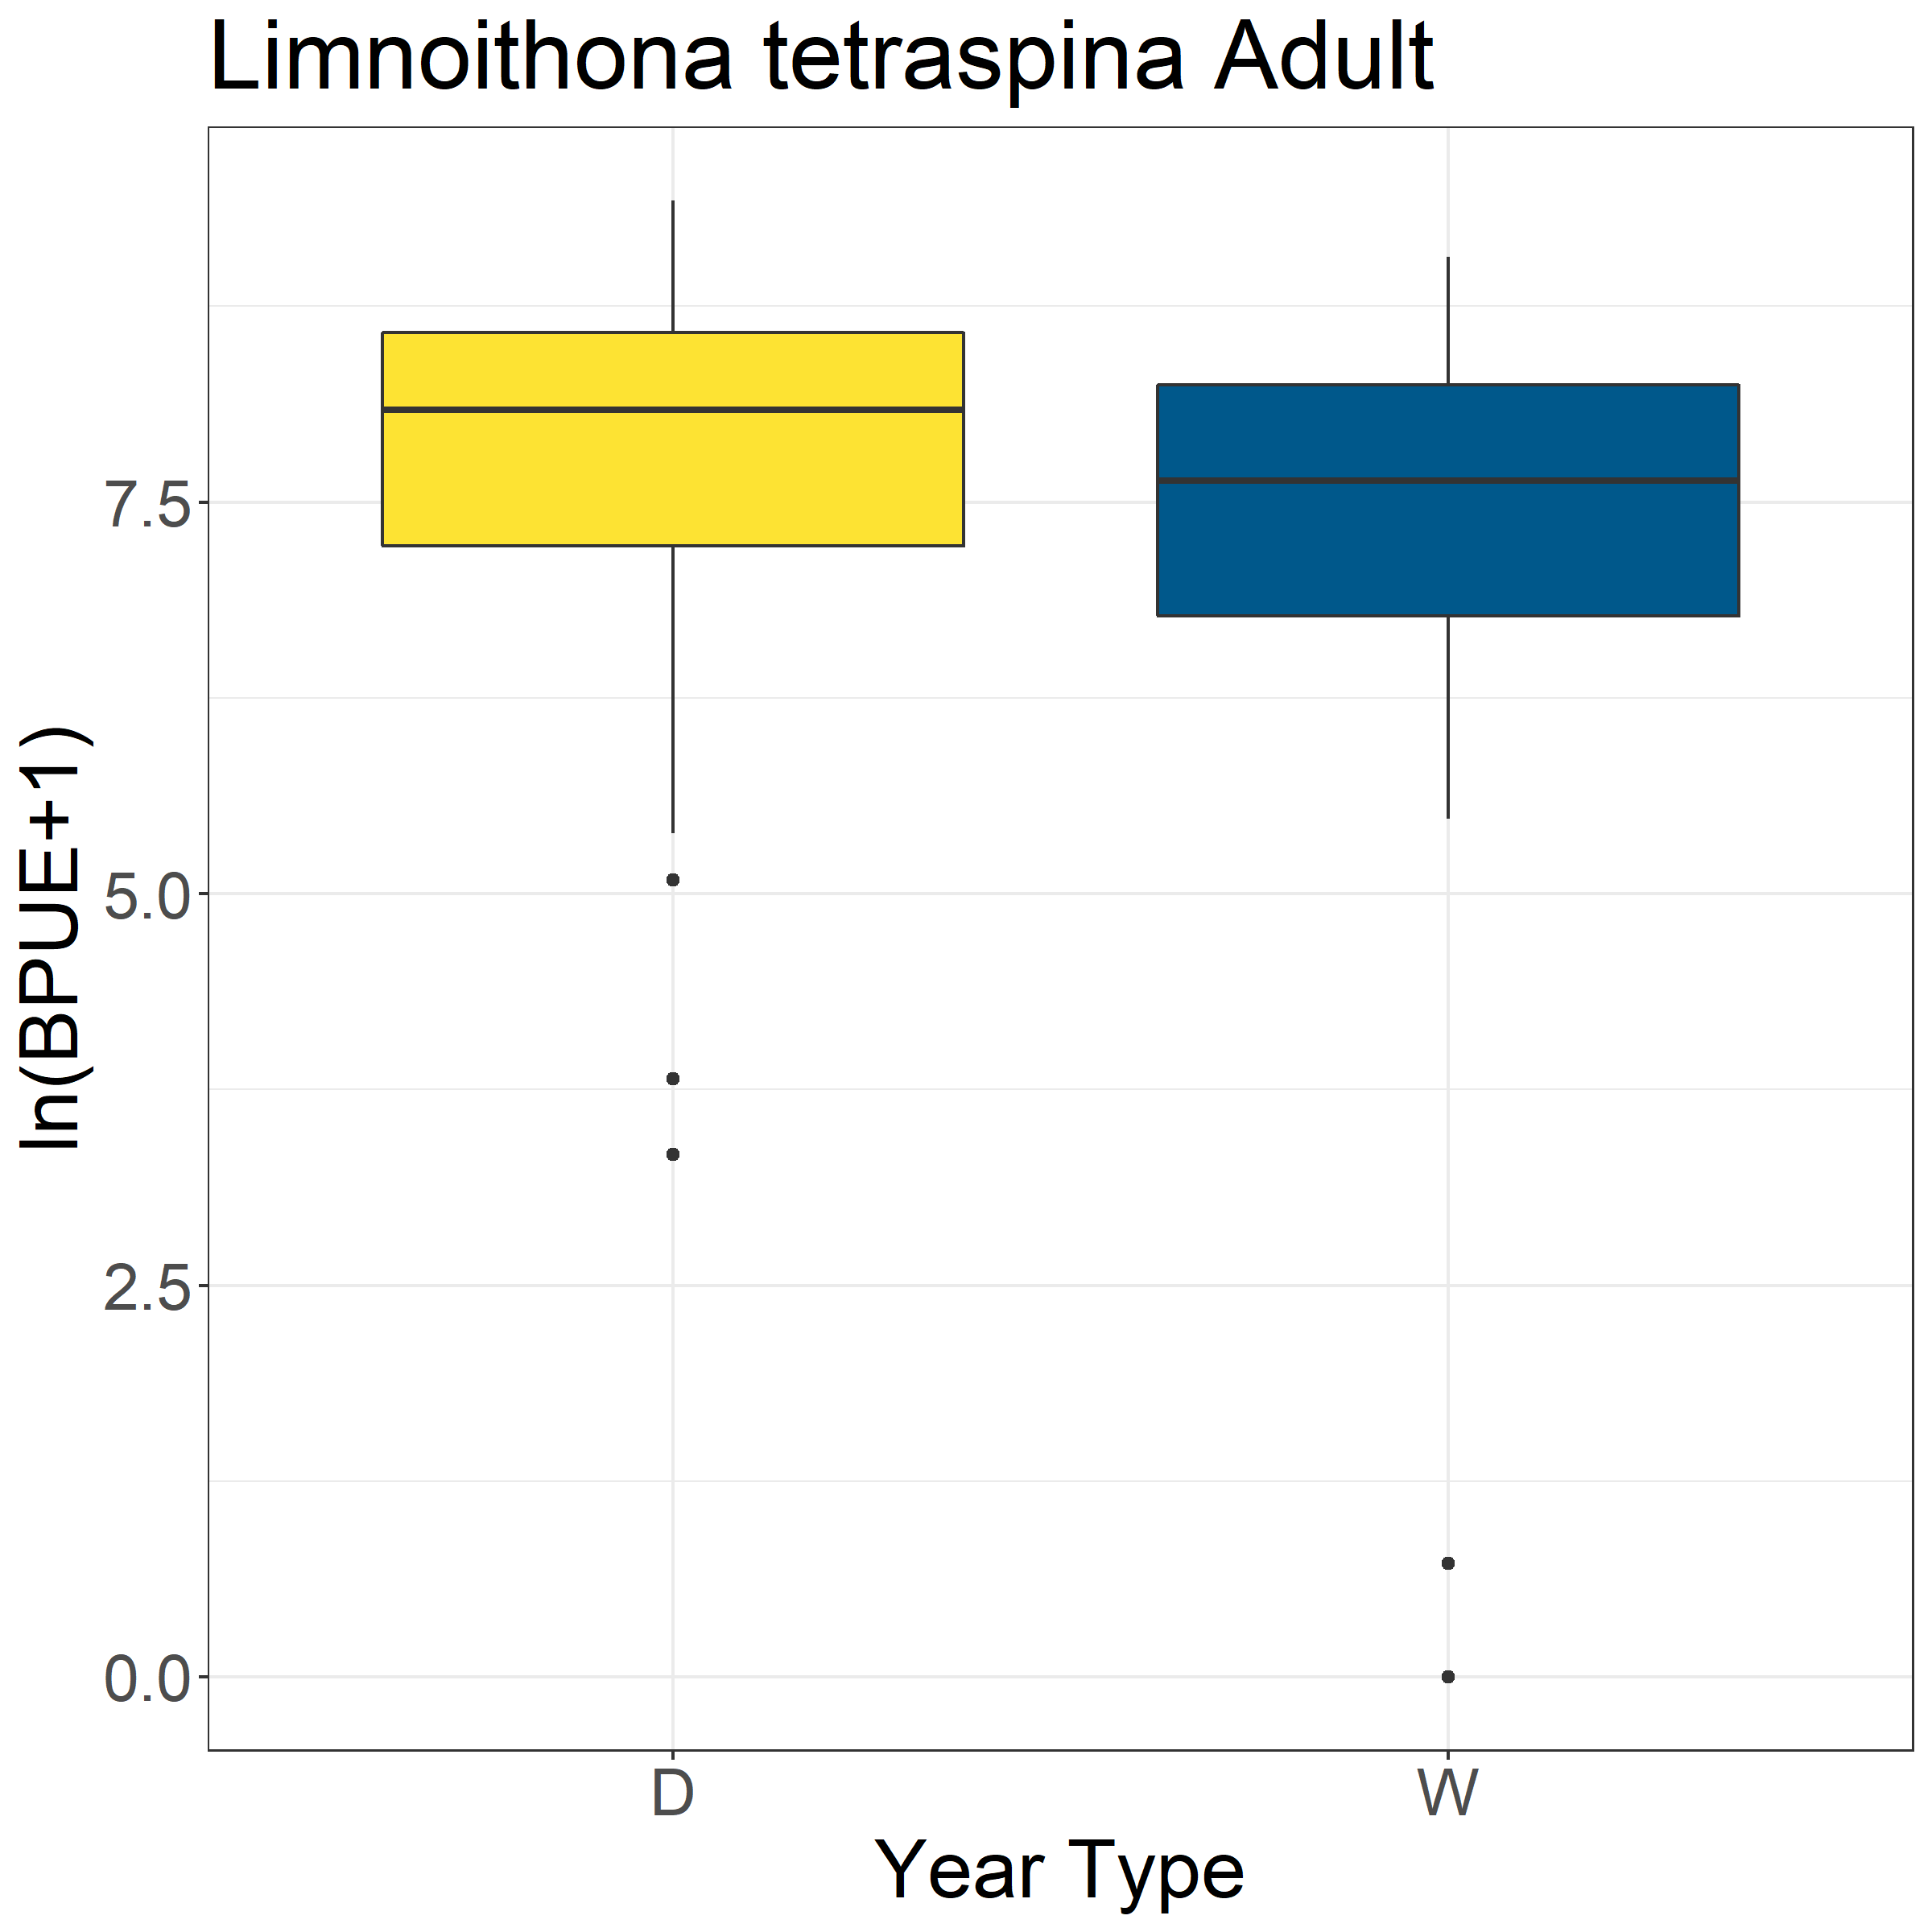 Limnoithona tetraspina Adult
ln(BPUE+1)
7.5
5.0
2.5
0.0
D
W
Year Type